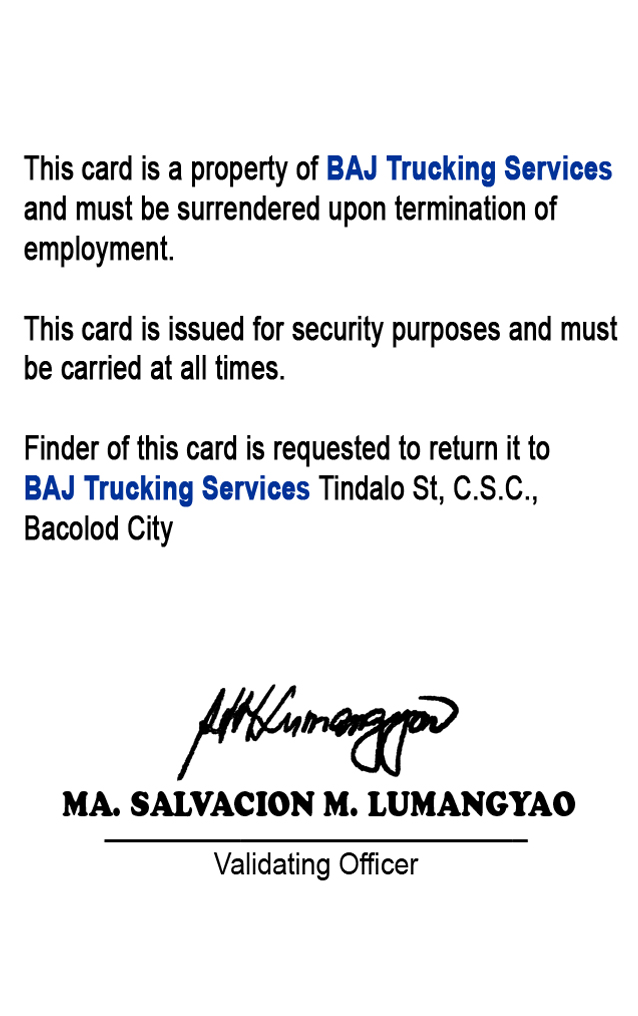 This card is a property of BAJ Trucking Services
and must be surrendered upon termination of
employment.
This card is issued for security purposes and must
be carried at all times.
Finder of this card is requested to return it to
BAJ Trucking Services Tindalo St, C.S.C.,
Bacolod City
MA. SALVACION M. LUMANGYAO
Validating Officer